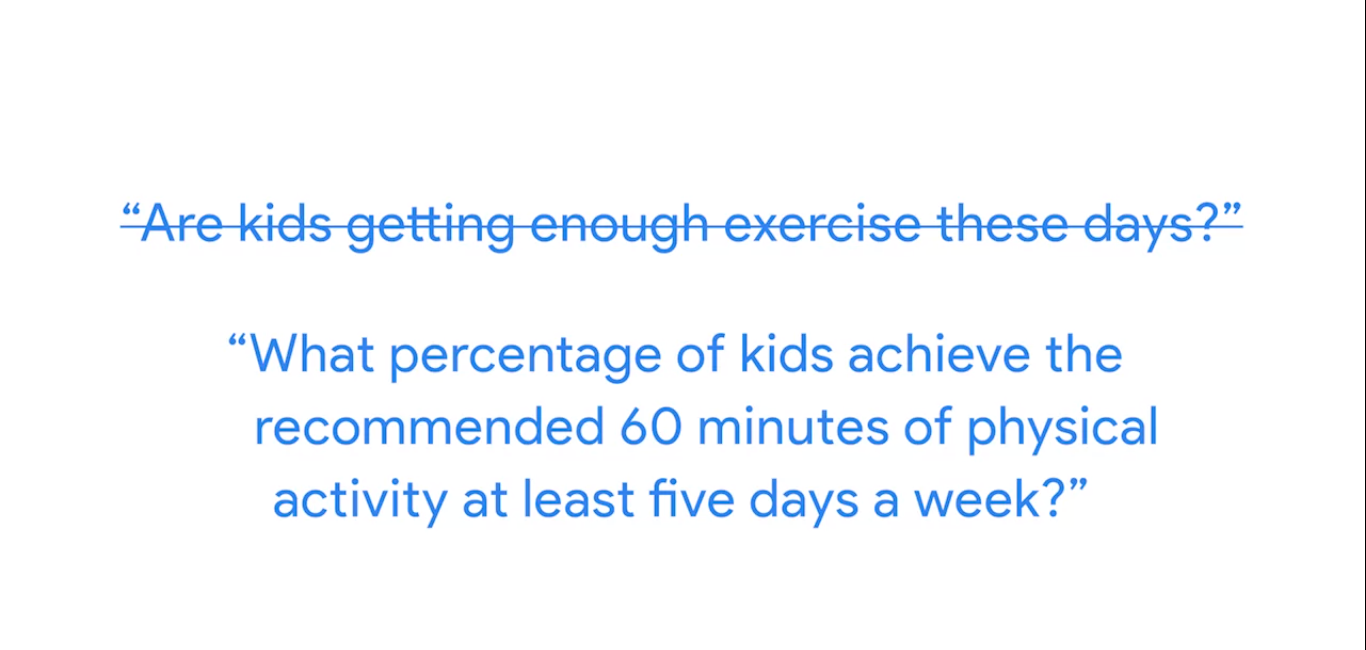 “Are kids getting enough exercise these days?”
“What percentage of kids achieve the
recommended 60 minutes of physical
activity at least five days a week?”